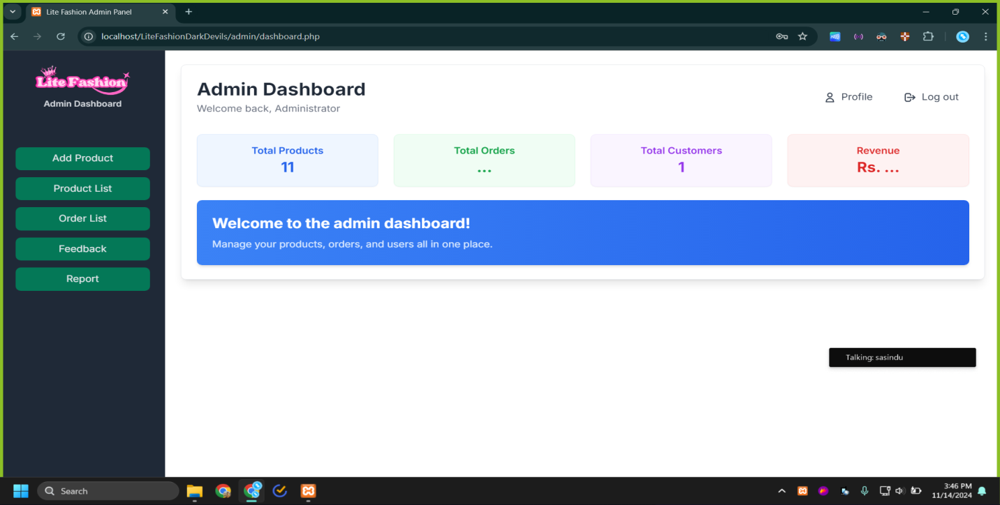 Lite Fashion Admin Panel
localhost/LiteFashionDarkDevils/admin/dashboard.php
Lite Fashion
Admin Dashboard
Add Product
Product List
Order List
Feedback
Report
Admin Dashboard
Welcome back, Administrator
Profile
Log out
Total Products
11
Total Orders
...
Total Customers
1
Revenue
Rs. ...
Welcome to the admin dashboard!
Manage your products, orders, and users all in one place.
Talking: sasindu
Search
3:46 PM
11/14/2024